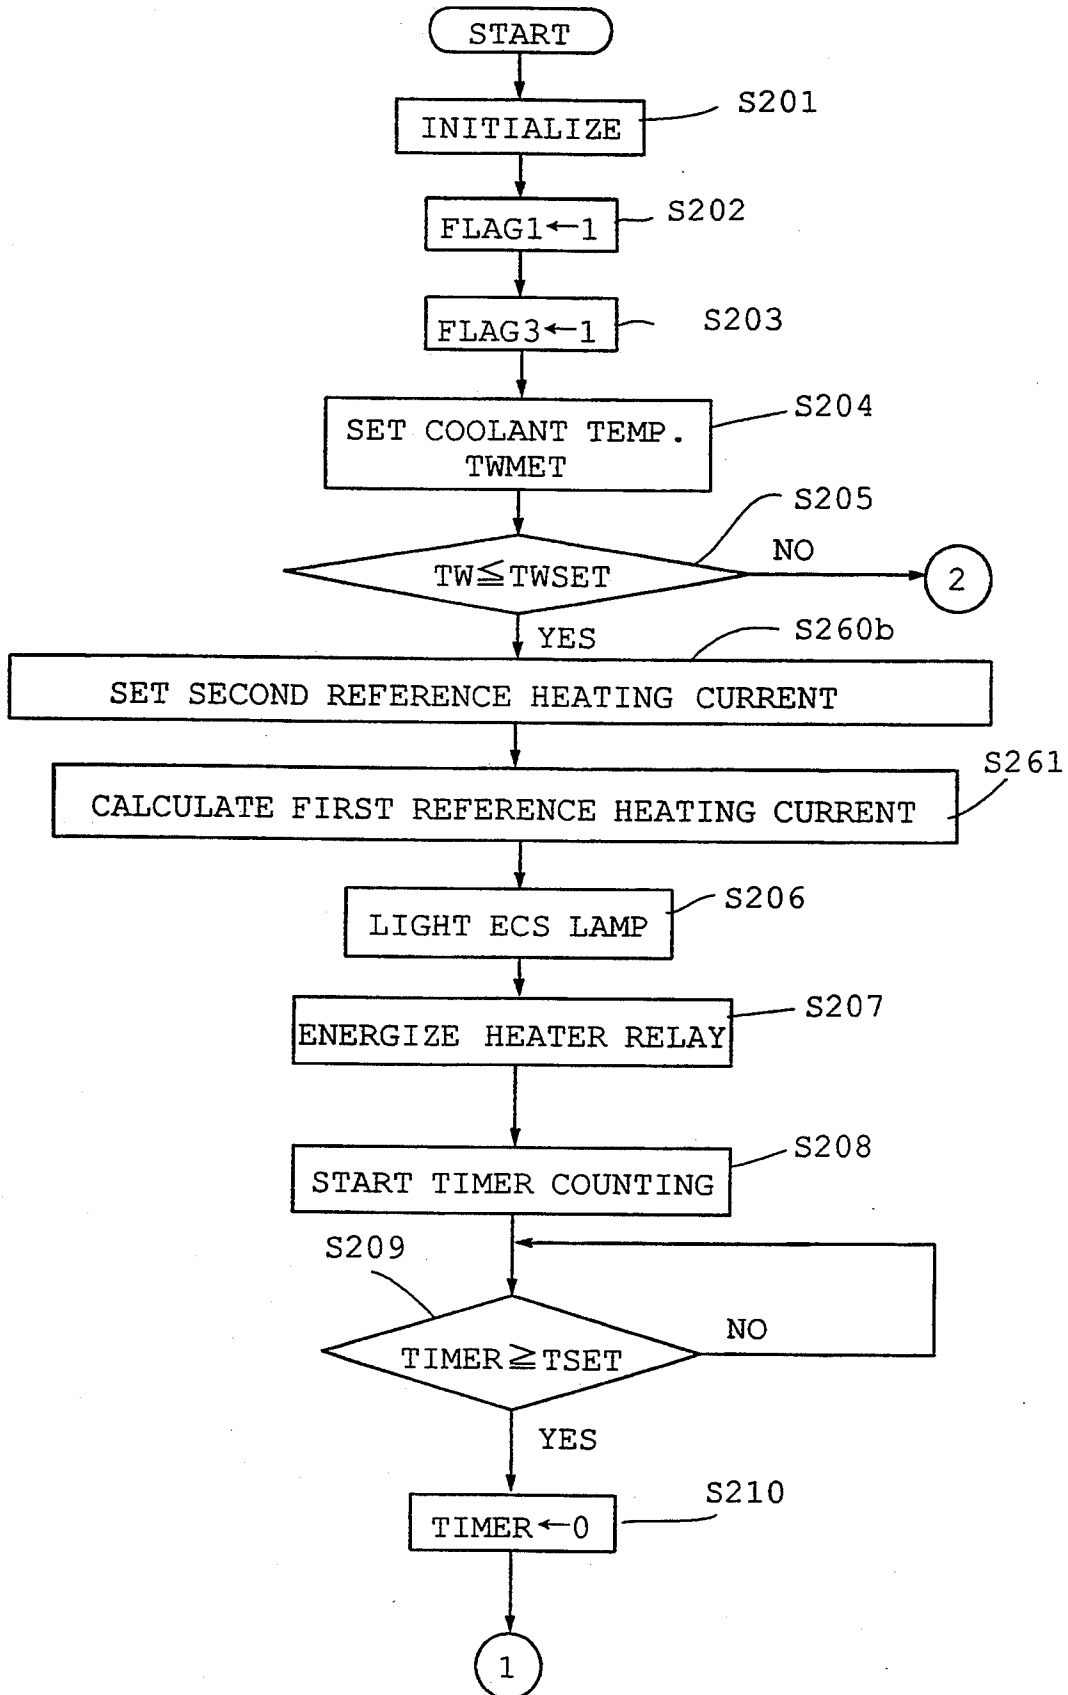 START
S201
INITIALIZE
S202
FLAG1←1
S203
FLAG3←1
S204
SET COOLANT TEMP.
TWMET
S205
TW≦TWSET
NO
2
YES
S260b
SET SECOND REFERENCE HEATING CURRENT
S261
CALCULATE FIRST REFERENCE HEATING CURRENT
S206
LIGHT ECS LAMP
S207
ENERGIZE HEATER RELAY
S208
START TIMER COUNTING
S209
TIMER≧TSET
NO
YES
S210
TIMER←0
1